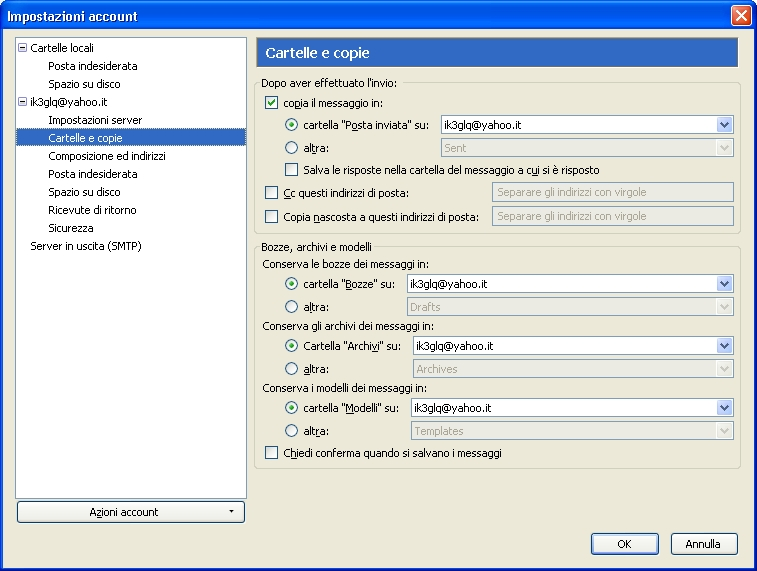 Impostazioni account
Cartelle locali
Posta indesiderata
Spazio su disco
ik3glq@yahoo.it
Impostazioni server
Cartelle e copie
Composizione ed indirizzi
Posta indesiderata
Spazio su disco
Ricevute di ritorno
Sicurezza
Server in uscita (SMTP)
Azioni account
Cartelle e copie
Dopo aver effettuato l'invio:
copia il messaggio in:
cartella "Posta inviata" su: ik3glq@yahoo.it
altra: Sent
Salva le risposte nella cartella del messaggio a cui si è risposto
Cc questi indirizzi di posta: Separare gli indirizzi con virgole
Copia nascosta a questi indirizzi di posta: Separare gli indirizzi con virgole
Bozze, archivi e modelli
Conserva le bozze dei messaggi in:
cartella "Bozze" su: ik3glq@yahoo.it
altra: Drafts
Conserva gli archivi dei messaggi in:
Cartella "Archivi" su: ik3glq@yahoo.it
altra: Archives
Conserva i modelli dei messaggi in:
cartella "Modelli" su: ik3glq@yahoo.it
altra: Templates
Chiedi conferma quando si salvano i messaggi
OK Annulla